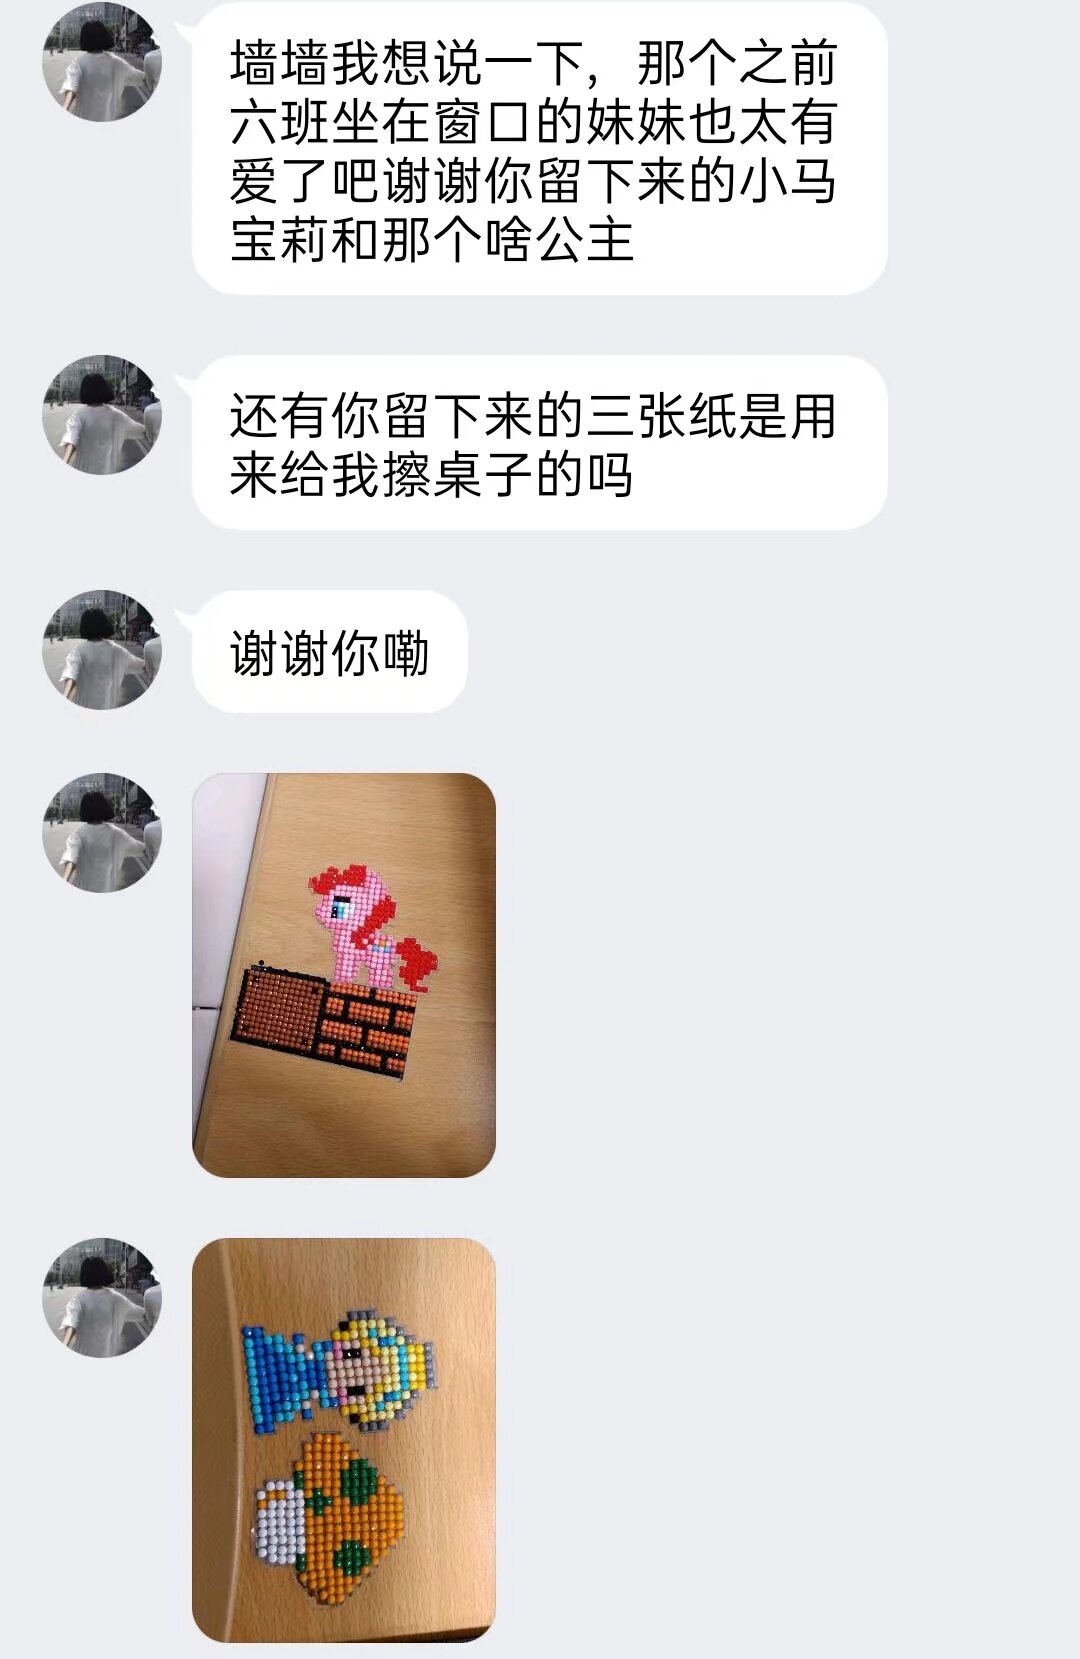 墙墙我想说一下，那个之前
六班坐在窗口的妹妹也太有
爱了吧谢谢你留下来的小马
宝莉和那个啥公主
还有你留下来的三张纸是用
来给我擦桌子的吗
谢谢你嘞